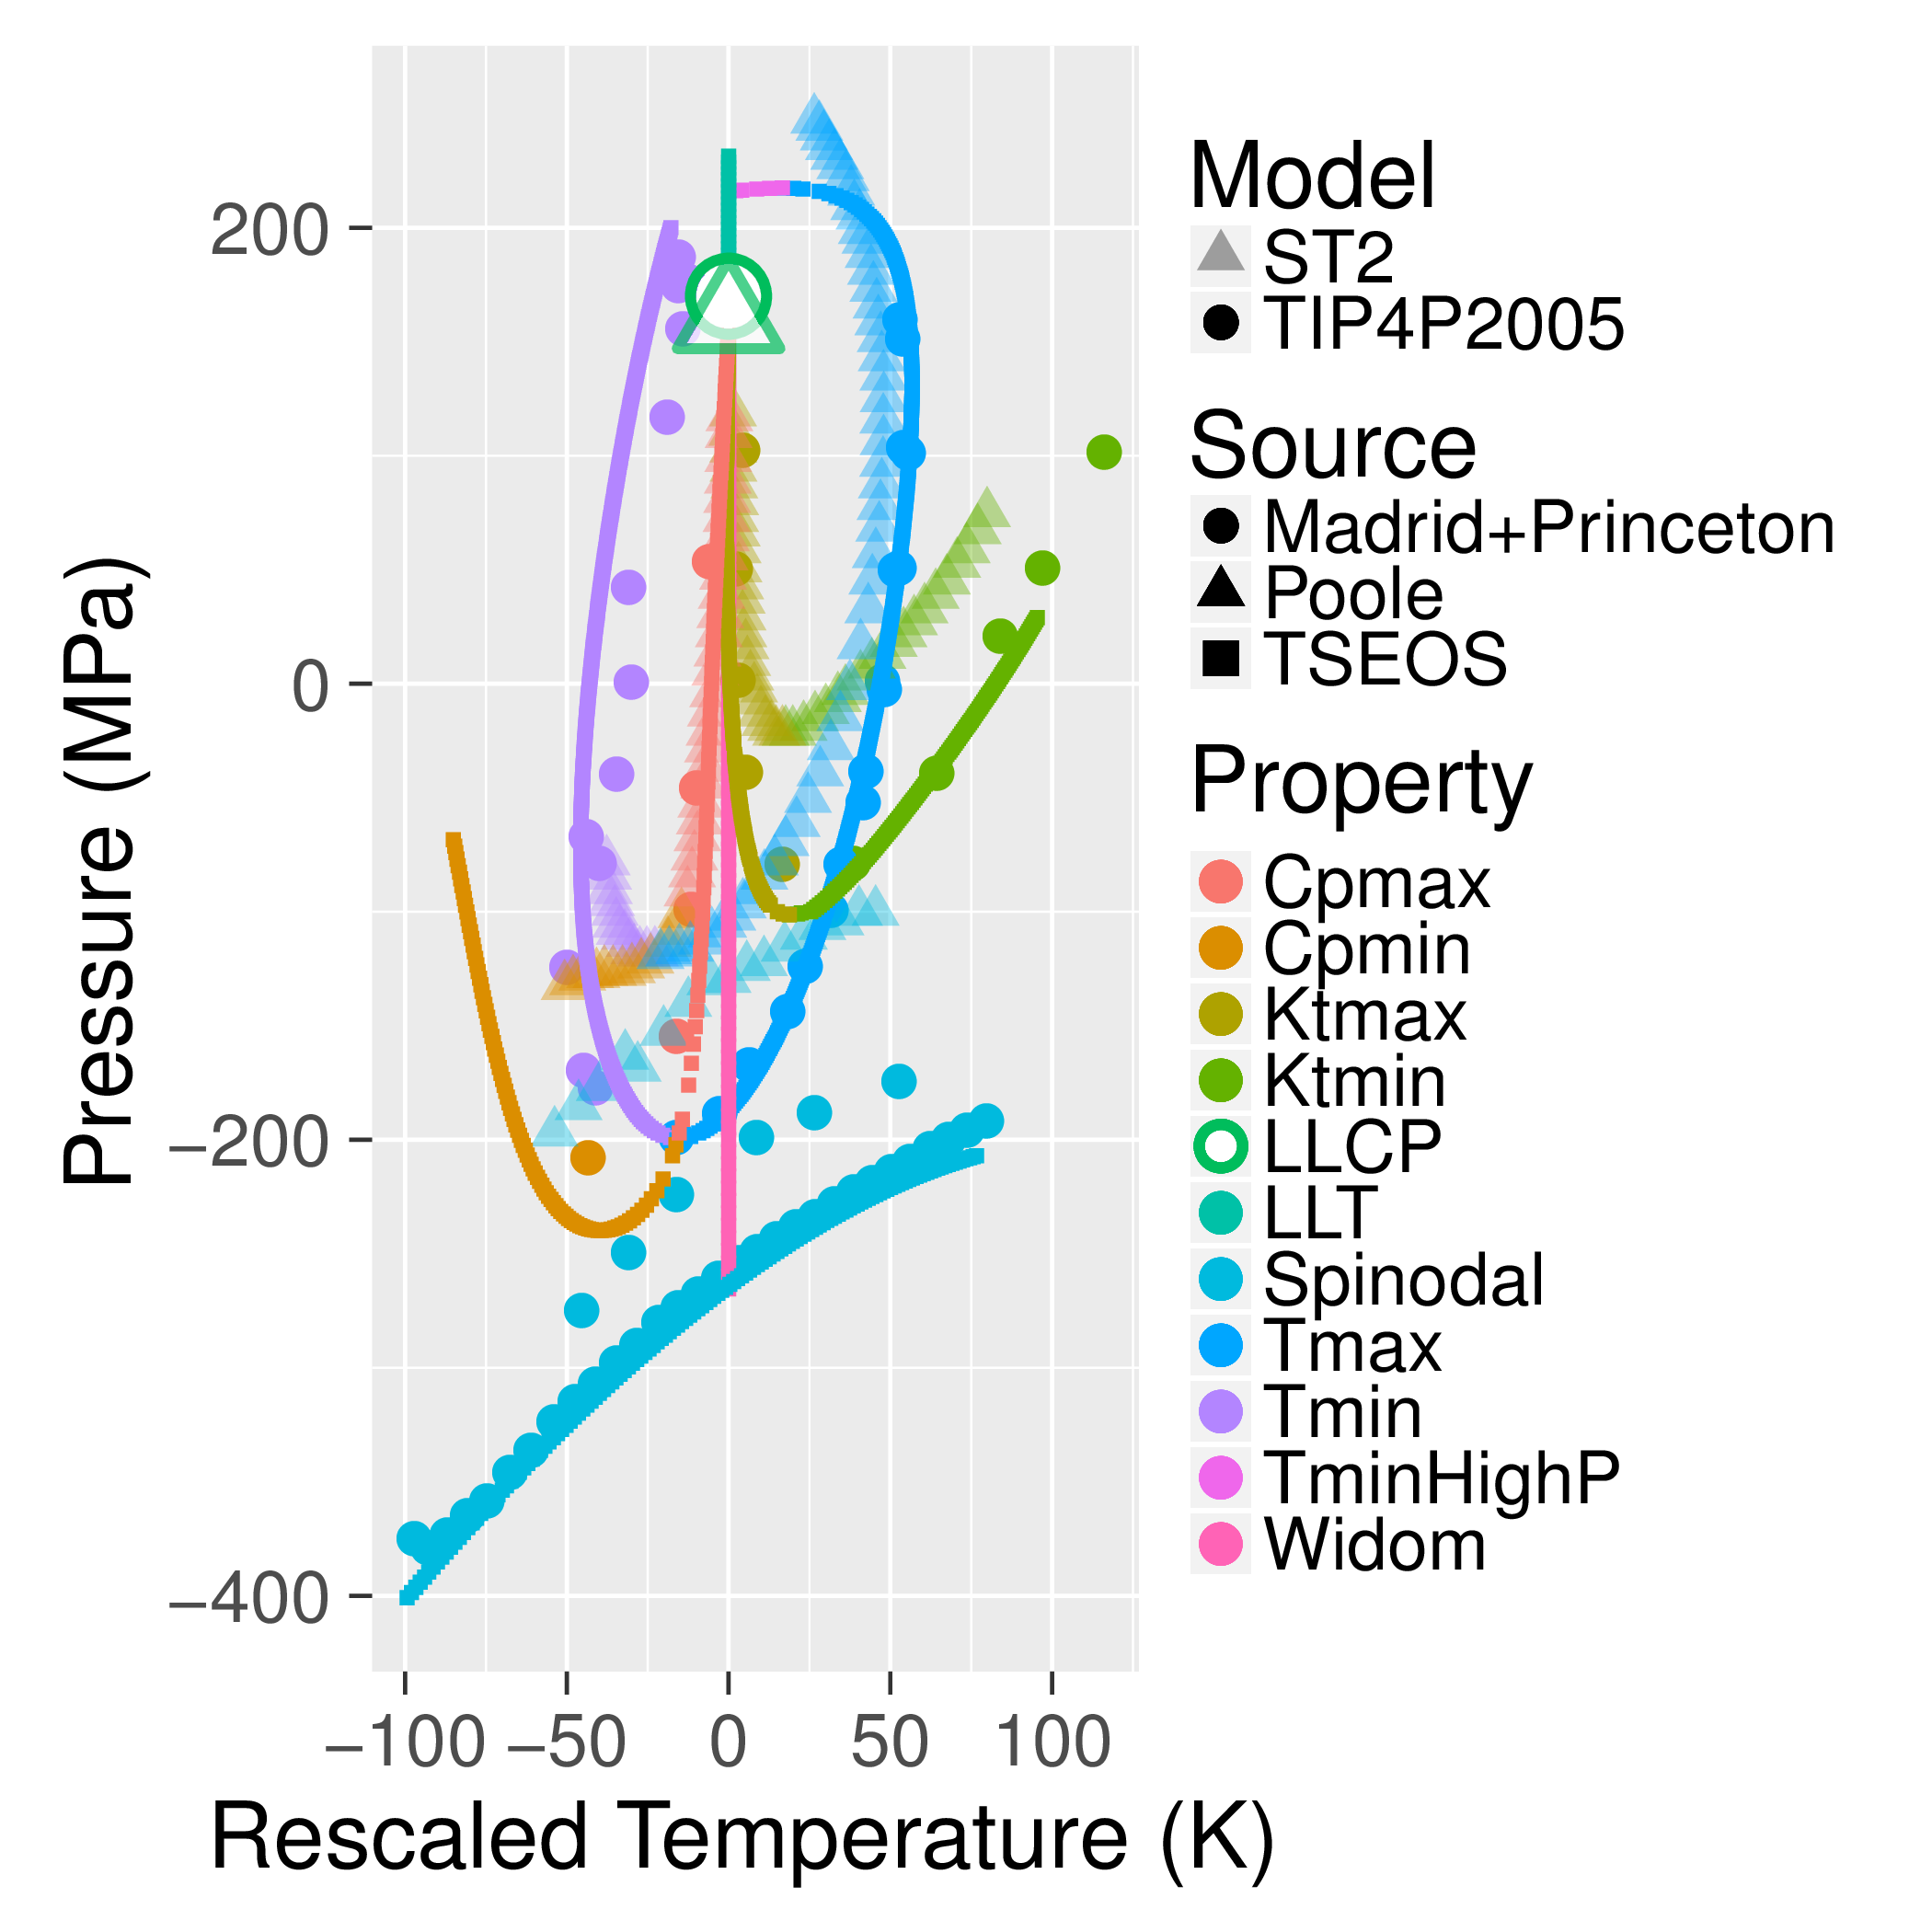 200
0
−200
−400
−100 −50 0 50 100
Rescaled Temperature (K)
Pressure (MPa)
Model
ST2
TIP4P2005
Source
Madrid+Princeton
Poole
TSEOS
Property
Cpmax
Cpmin
Ktmax
Ktmin
LLCP
LLT
Spinodal
Tmax
Tmin
TminHighP
Widom